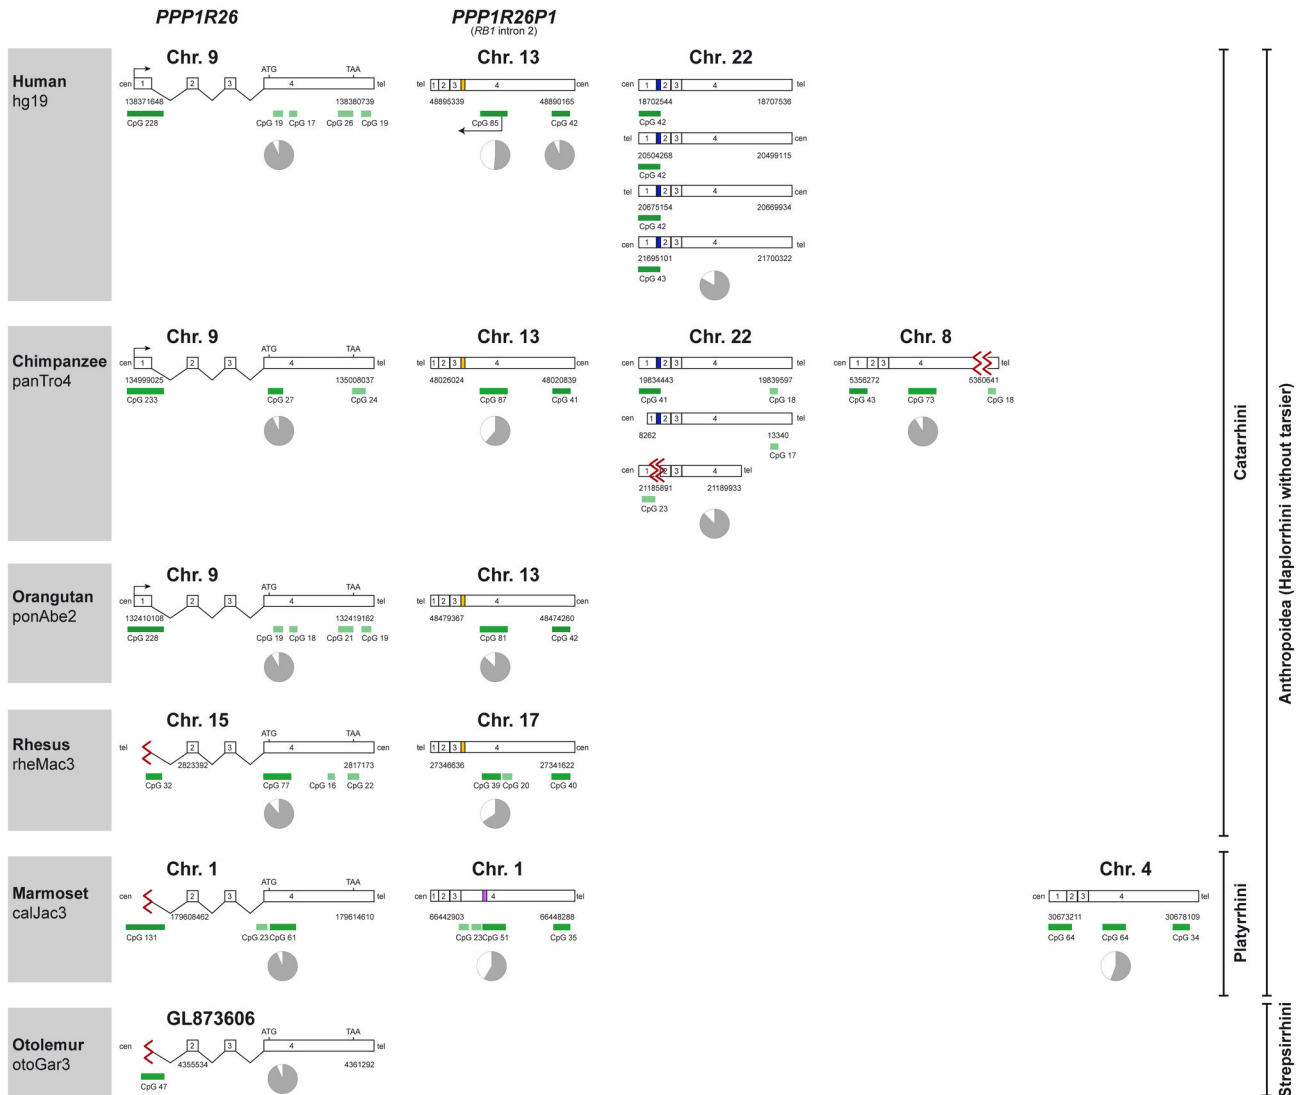 PPP1R26 PPP1R26P1
(RB1 intron 2)
Human
hg19
Chr. 9 Chr. 13 Chr. 22
ATG TAA
cen 1 2 3 4 tel
138371648 138380739
CpG 228 CpG 19 CpG 17 CpG 26 CpG 19
tel 1 2 3 4 cen
48895339 48890165
CpG 85 CpG 42
cen 1 2 3 4 tel
18702544 18707536
CpG 42
tel 1 2 3 4 cen
20504268 20499115
CpG 42
tel 1 2 3 4 cen
20675154 20669934
CpG 42
cen 1 2 3 4 tel
21695101 21700322
CpG 43
Chimpanzee
panTro4
Chr. 9 Chr. 13 Chr. 22 Chr. 8
ATG TAA
cen 1 2 3 4 tel
134999025 135008037
CpG 233 CpG 27 CpG 24
tel 1 2 3 4 cen
48026024 48020839
CpG 87 CpG 41
cen 1 2 3 4 tel
19834443 19839597
CpG 41 CpG 18
cen 1 2 3 4 tel
8262 13340
CpG 17
cen 1 2 3 4 tel
21185891 21189933
CpG 23
cen 1 2 3 4 tel
5356272 5360641
CpG 43 CpG 73 CpG 18
Orangutan
ponAbe2
Chr. 9 Chr. 13
ATG TAA
cen 1 2 3 4 tel
132410108 132419162
CpG 228 CpG 19 CpG 18 CpG 21 CpG 19
tel 1 2 3 4 cen
48479367 48474260
CpG 81 CpG 42
Rhesus
rheMac3
Chr. 15 Chr. 17
ATG TAA
tel 2 3 4 cen
2823392 2817173
CpG 32 CpG 77 CpG 16 CpG 22
tel 1 2 3 4 cen
27346636 27341622
CpG 39 CpG 20 CpG 40
Marmoset
calJac3
Chr. 1 Chr. 1 Chr. 4
ATG TAA
cen 2 3 4 tel
179608462 179614610
CpG 131 CpG 23 CpG 61
cen 1 2 3 4 tel
66442903 66448288
CpG 23 CpG 51 CpG 35
cen 1 2 3 4 tel
30673211 30678109
CpG 64 CpG 64 CpG 34
Otolemur
otoGar3
GL873606
ATG TAA
cen 2 3 4 tel
4355534 4361292
CpG 47
Catarrhini
Platyrrhini
Strepsirrhini
Anthropoidea (Haplorrhini without tarsier)